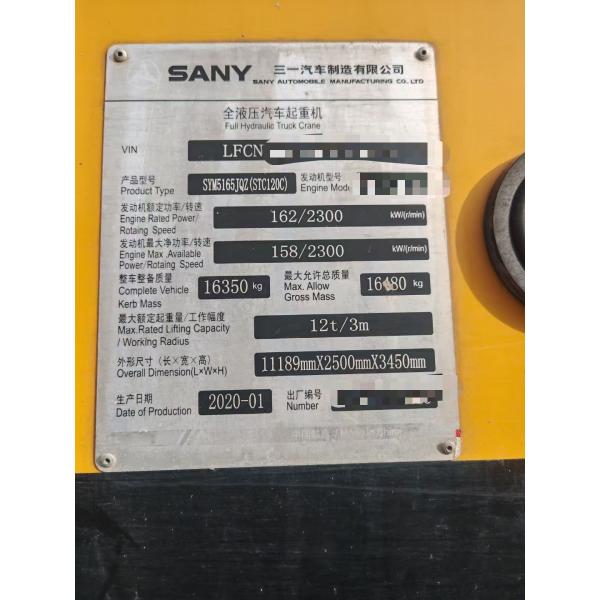 SANY 三一汽车制造有限公司
SANY AUTOMOBILE MANUFACTURING CO., LTD
全液压汽车起重机
Full Hydraulic Truck Crane
VIN LFCN
产品型号 发动机型号
Product Type SYM5165JQZ(STC120C) Engine Mode
发动机额定功率/转速
Engine Rated Power/ 162/2300 kW/(r/min)
Rotaing Speed
发动机最大净功率/转速
Engine Max .Available 158/2300 kW/(r/min)
Power/Rotaing Speed
整车整备质量 最大允许总质量
Complete Vehicle 16350 kg Max. Allow 16480 kg
Kerb Mass Gross Mass
最大额定起重量/工作幅度
Max.Rated Lifting Capacity 12t/3m
/ Working Radius
外形尺寸（长×宽×高） 11189mmX2500mmX3450mm
Overall Dimension(L×W×H)
生产日期 2020-01 出厂编号
Date of Production Number